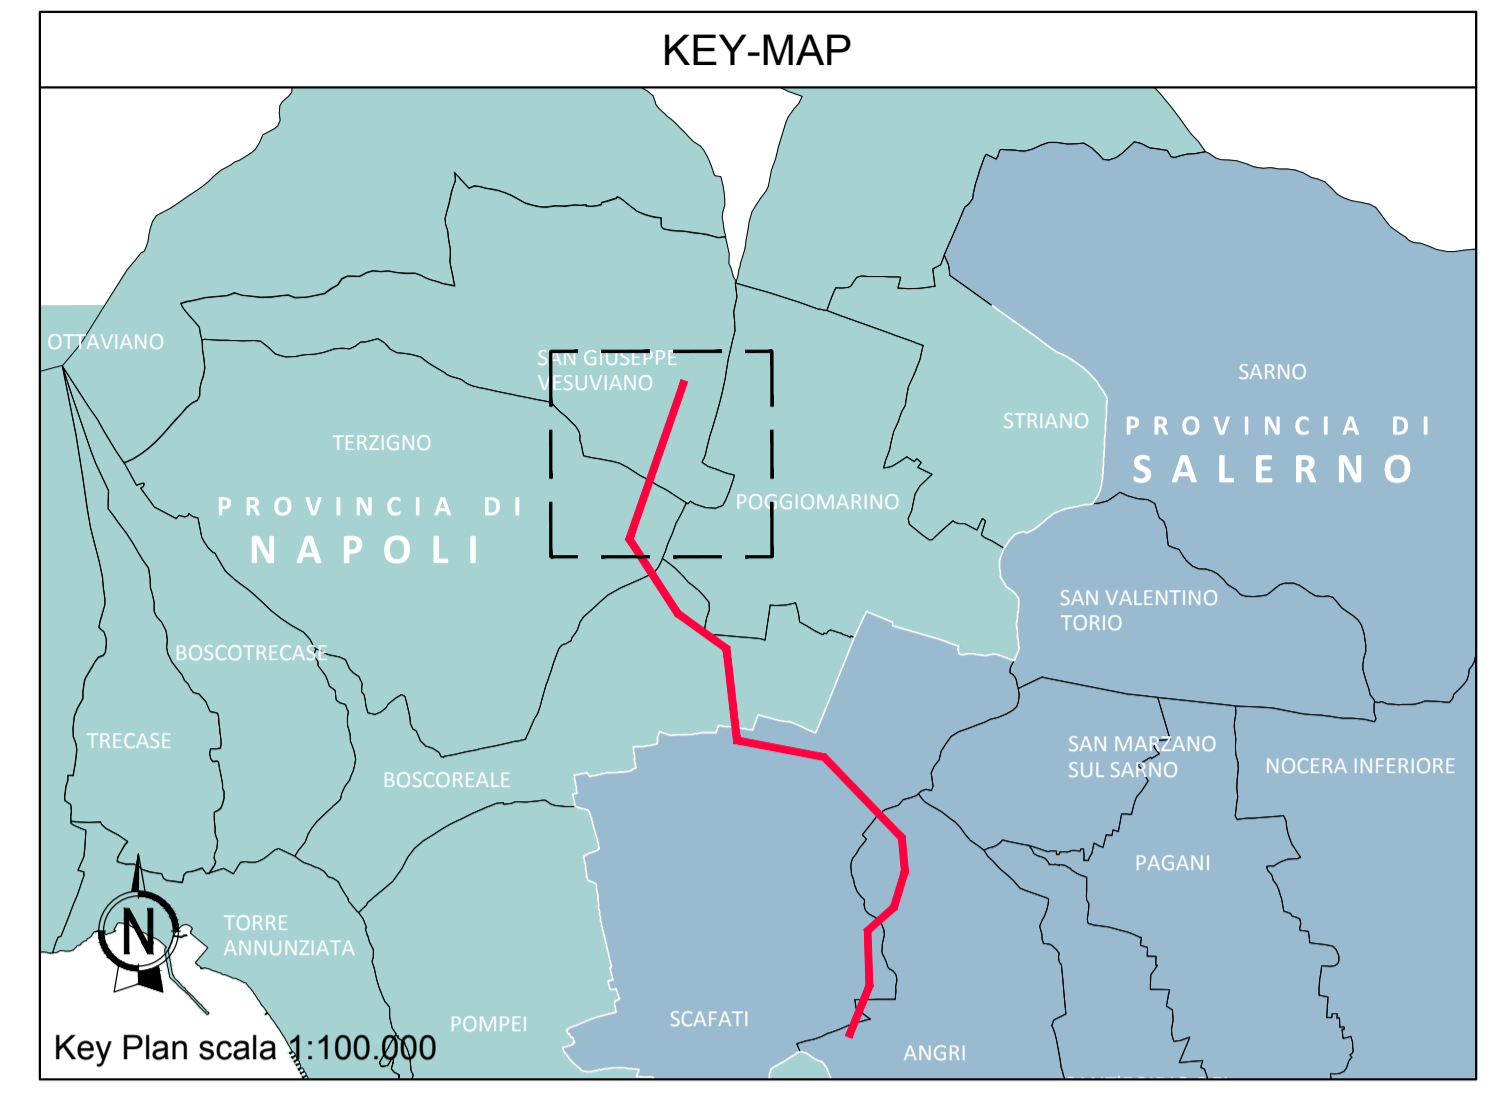 KEY-MAP
OTTAVIANO
SAN GIUSEPPE
VESUVIANO
SARNO
STRIANO
PROVINCIA DI
SALERNO
TERZIGNO
POGGIOMARINO
PROVINCIA DI
NAPOLI
SAN VALENTINO
TORIO
BOSCOTRECASE
TRECASE
SAN MARZANO
SUL SARNO
NOCERA INFERIORE
BOSCOREALE
PAGANI
TORRE
ANNUNZIATA
N
POMPEI
SCAFATI
ANGRI
Key Plan scala 1:100.000